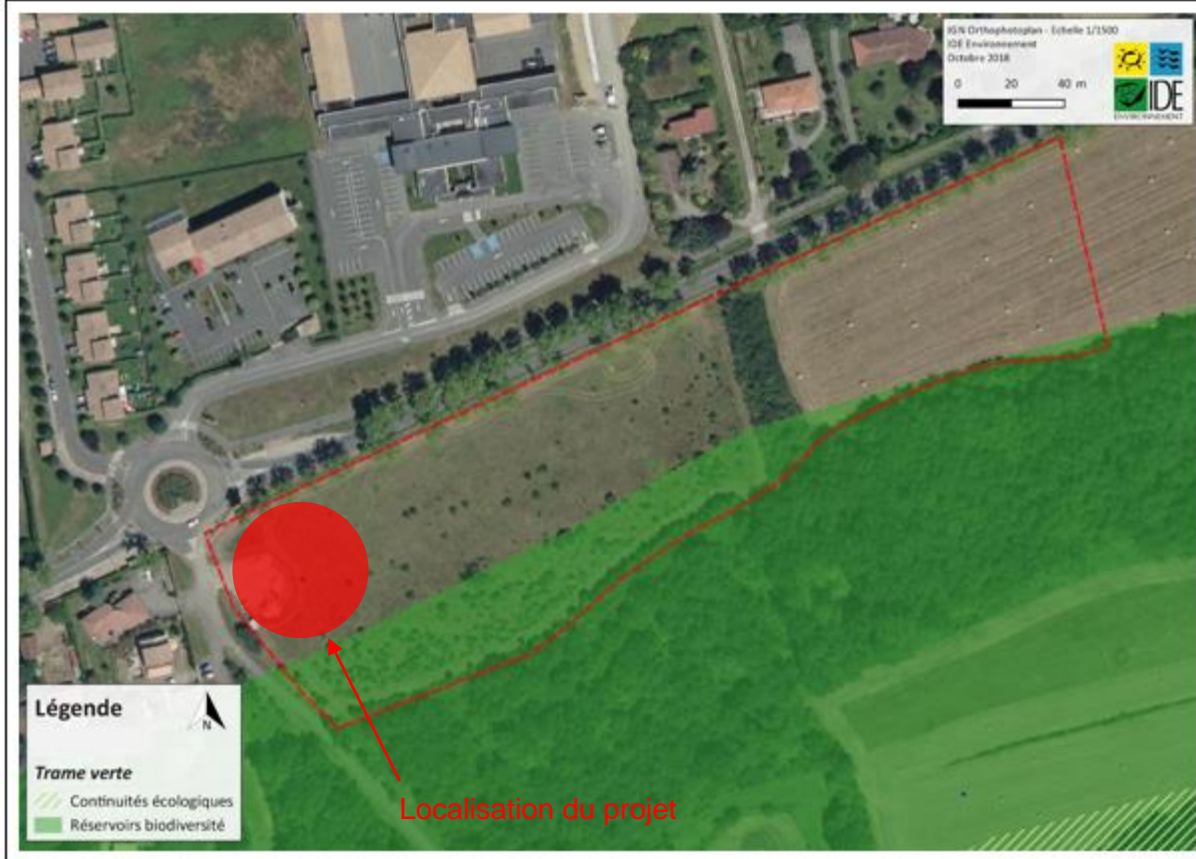 IGN Orthophotoplan - Echelle 1/1500
IDE Environnement
Octobre 2018
0 20 40 m
IDE
ENVIRONNEMENT
Légende
N
Trame verte
Continuités écologiques
Réservoirs biodiversité
Localisation du projet